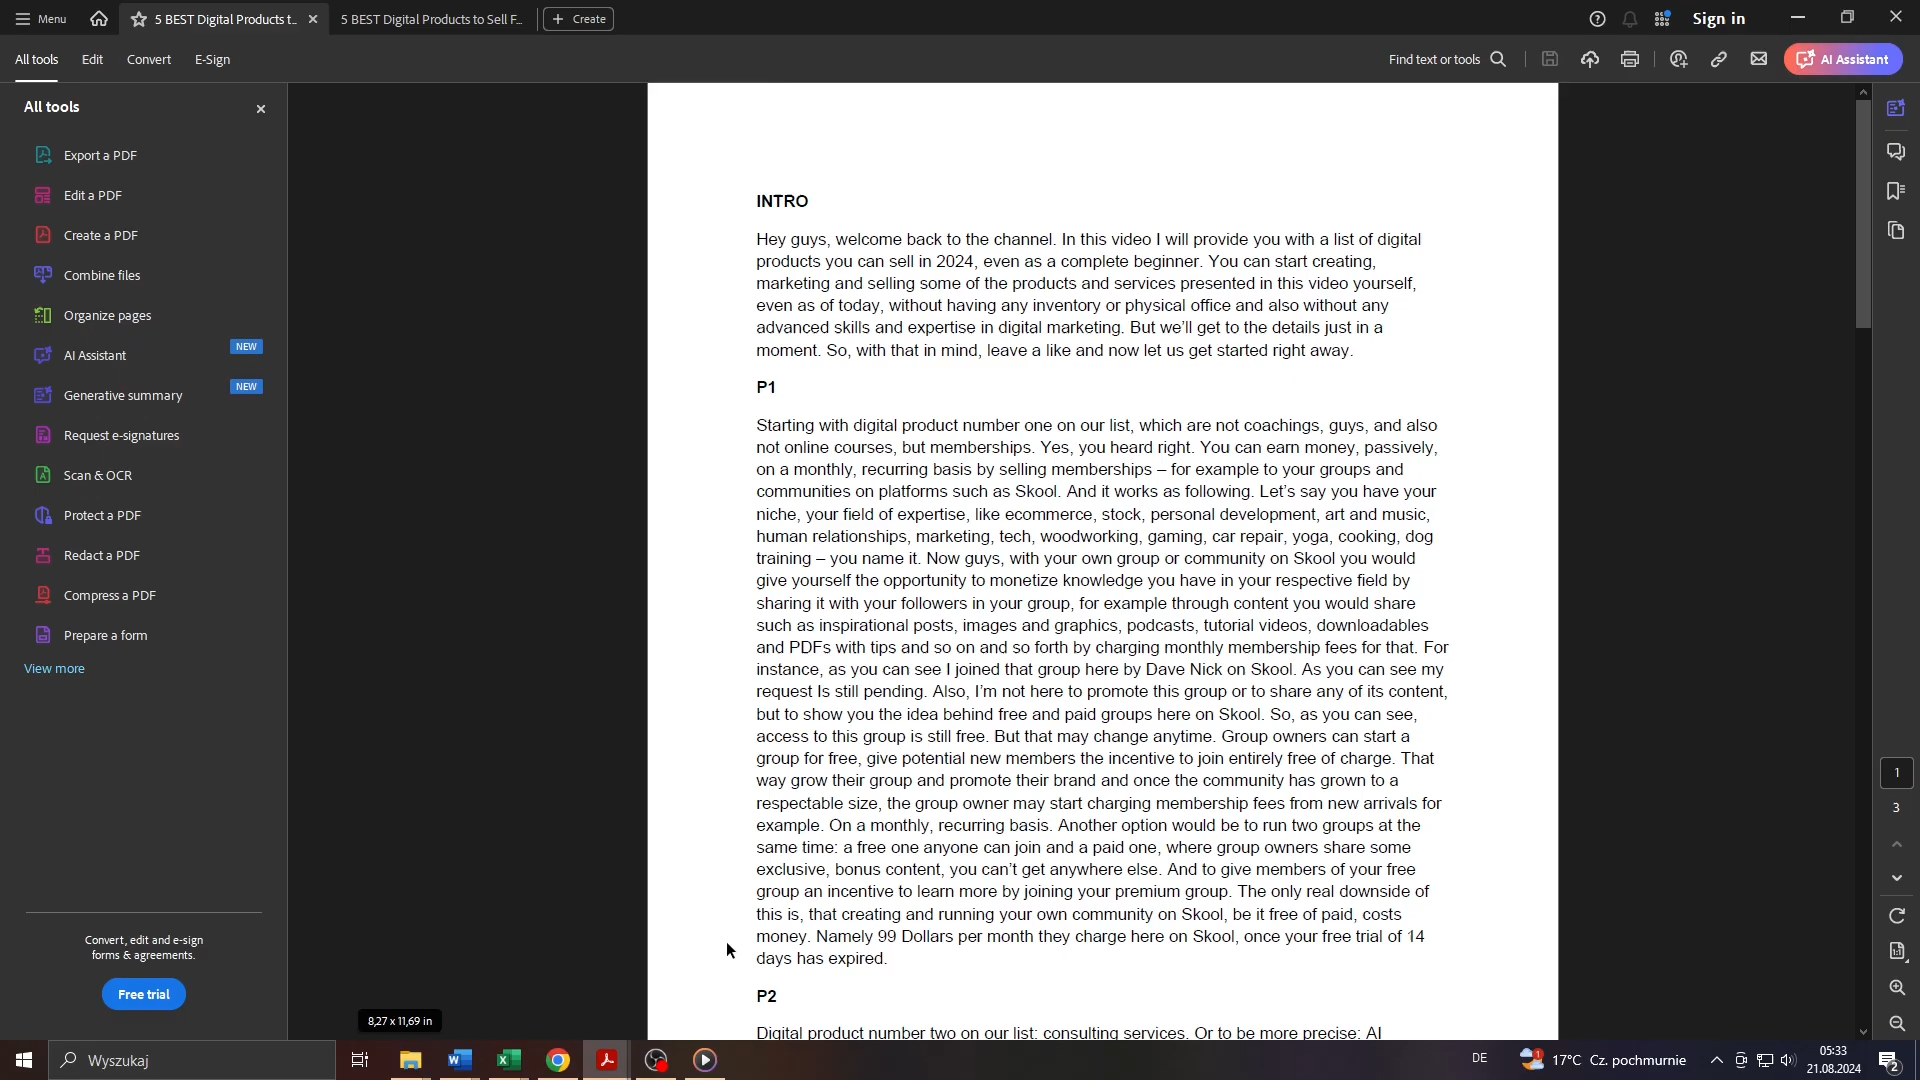 Menu
5 BEST Digital Products t...
5 BEST Digital Products to Sell F...
Create
Sign in
All tools
Edit
Convert
E-Sign
Find text or tools
AI Assistant
All tools
Export a PDF
Edit a PDF
Create a PDF
Combine files
Organize pages
AI Assistant
NEW
Generative summary
NEW
Request e-signatures
Scan & OCR
Protect a PDF
Redact a PDF
Compress a PDF
Prepare a form
View more
Convert, edit and e-sign
forms & agreements.
Free trial
8,27 x 11,69 in
INTRO
Hey guys, welcome back to the channel. In this video I will provide you with a list of digital
products you can sell in 2024, even as a complete beginner. You can start creating,
marketing and selling some of the products and services presented in this video yourself,
even as of today, without having any inventory or physical office and also without any
advanced skills and expertise in digital marketing. But we’ll get to the details just in a
moment. So, with that in mind, leave a like and now let us get started right away.
P1
Starting with digital product number one on our list, which are not coachings, guys, and also
not online courses, but memberships. Yes, you heard right. You can earn money, passively,
on a monthly, recurring basis by selling memberships – for example to your groups and
communities on platforms such as Skool. And it works as following. Let’s say you have your
niche, your field of expertise, like ecommerce, stock, personal development, art and music,
human relationships, marketing, tech, woodworking, gaming, car repair, yoga, cooking, dog
training – you name it. Now guys, with your own group or community on Skool you would
give yourself the opportunity to monetize knowledge you have in your respective field by
sharing it with your followers in your group, for example through content you would share
such as inspirational posts, images and graphics, podcasts, tutorial videos, downloadables
and PDFs with tips and so on and so forth by charging monthly membership fees for that. For
instance, as you can see I joined that group here by Dave Nick on Skool. As you can see my
request Is still pending. Also, I’m not here to promote this group or to share any of its content,
but to show you the idea behind free and paid groups here on Skool. So, as you can see,
access to this group is still free. But that may change anytime. Group owners can start a
group for free, give potential new members the incentive to join entirely free of charge. That
way grow their group and promote their brand and once the community has grown to a
respectable size, the group owner may start charging membership fees from new arrivals for
example. On a monthly, recurring basis. Another option would be to run two groups at the
same time: a free one anyone can join and a paid one, where group owners share some
exclusive, bonus content, you can’t get anywhere else. And to give members of your free
group an incentive to learn more by joining your premium group. The only real downside of
this is, that creating and running your own community on Skool, be it free of paid, costs
money. Namely 99 Dollars per month they charge here on Skool, once your free trial of 14
days has expired.
P2
Digital product number two on our list: consulting services. Or to be more precise: AI
1
3
Wyszukaj
DE
1
17°C Cz. pochmurnie
05:33
21.08.2024
2